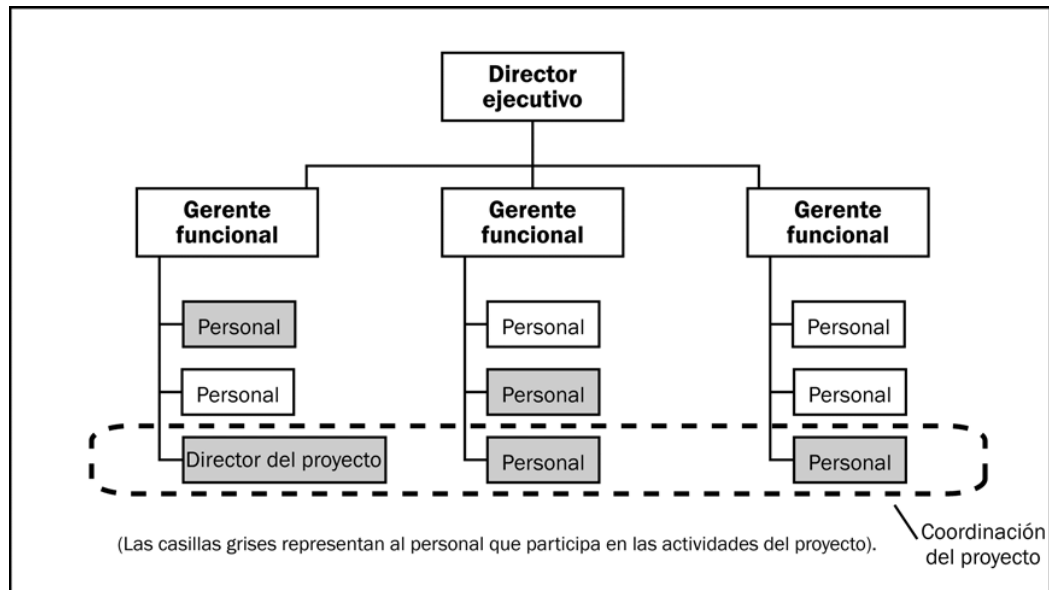 Director
ejecutivo
Gerente
funcional
Gerente
funcional
Gerente
funcional
Personal
Personal
Personal
Personal
Personal
Personal
Director del proyecto
Personal
Personal
(Las casillas grises representan al personal que participa en las actividades del proyecto).
Coordinación
del proyecto